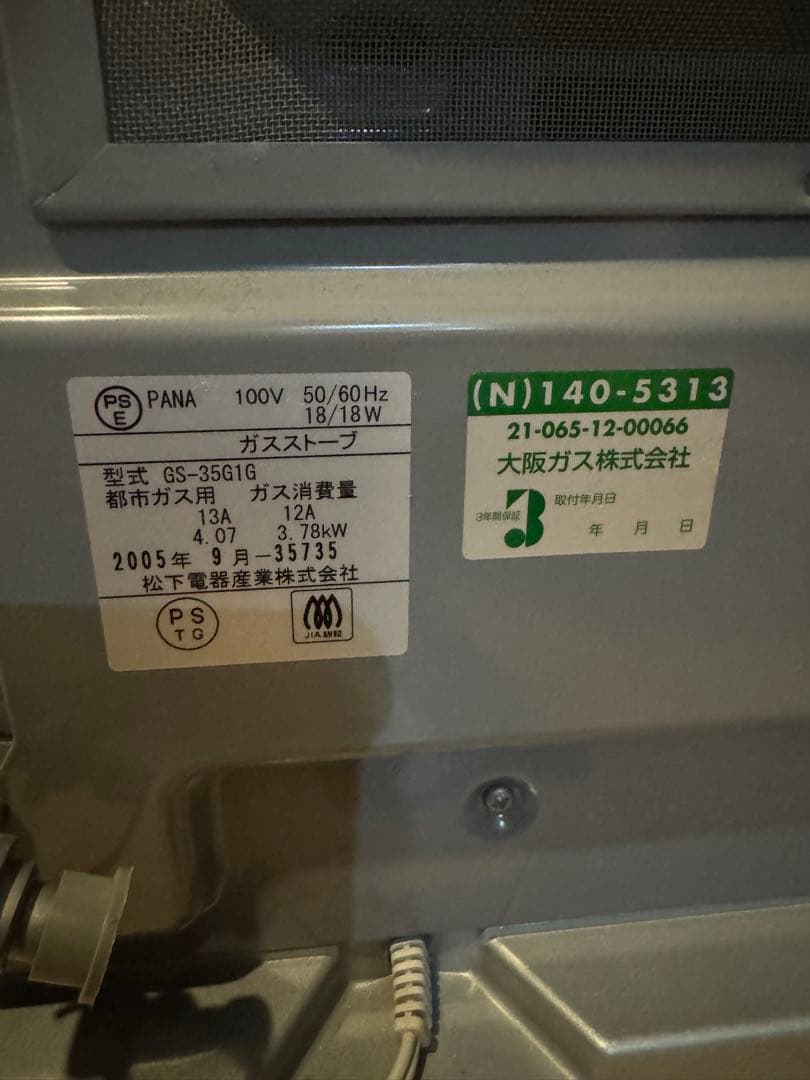 PS E PANA 100V 50/60Hz
18/18W
ガスストーブ
型式 GS-35G1G
都市ガス用 ガス消費量
13A 12A
4.07 3.78kW
2005年 9月-35735
松下電器産業株式会社
PS TG
JIA 認証
(N)140-5313
21-065-12-00066
大阪ガス株式会社
3年間保証 3 取付年月日
年 月 日